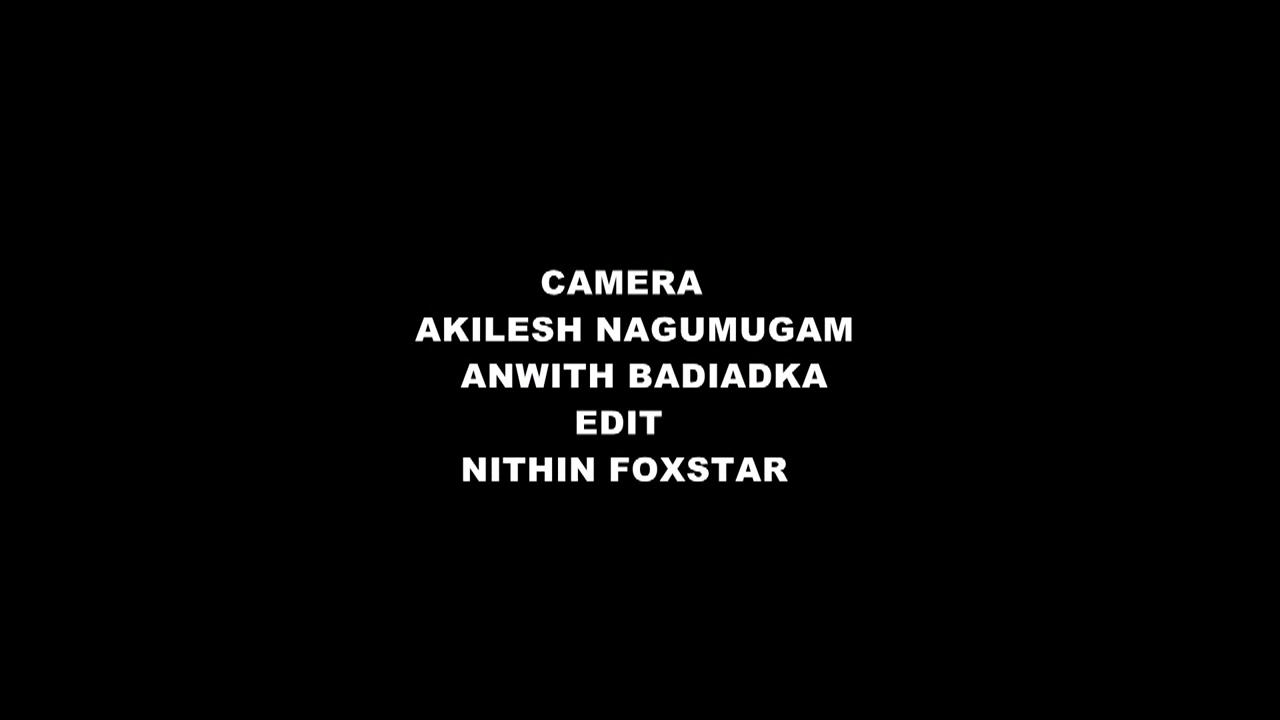 CAMERA
AKILESH NAGUMUGAM
ANWITH BADIADKA
EDIT
NITHIN FOXSTAR